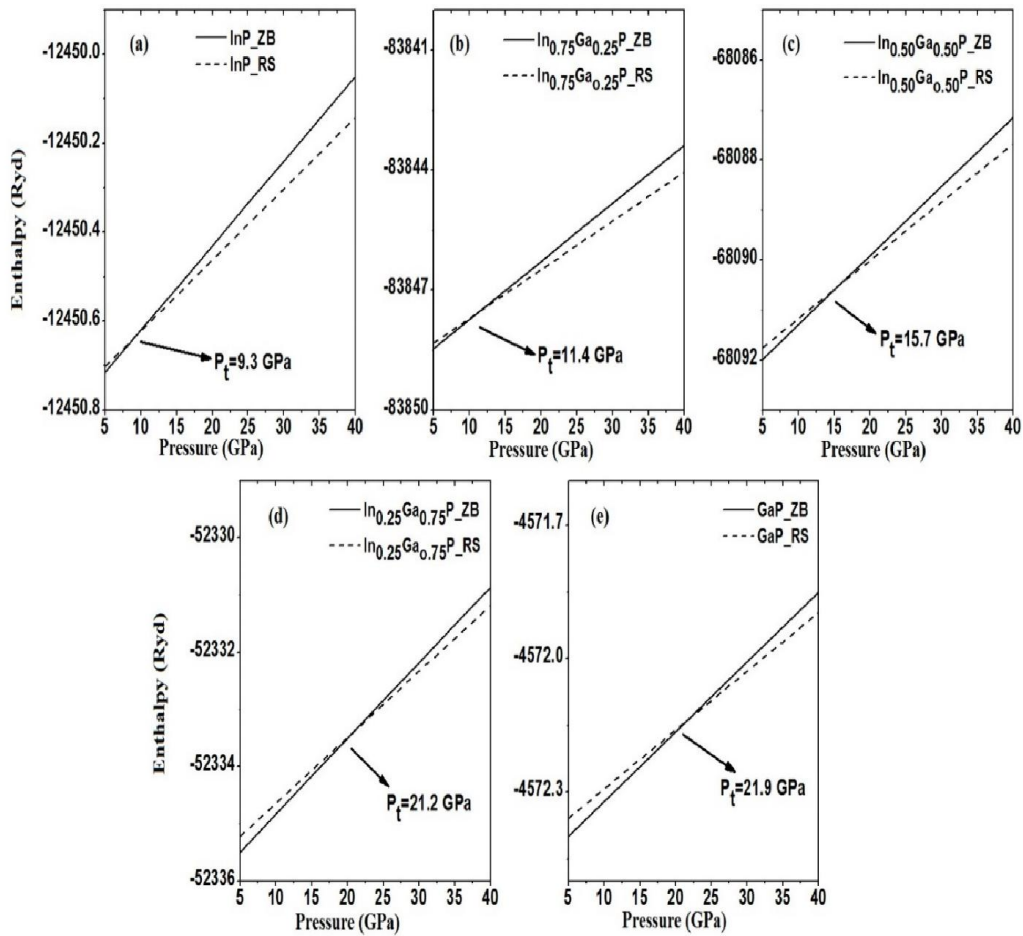 (a)
InP_ZB
InP_RS
Enthalpy (Ryd)
-12450.0
-12450.2
-12450.4
-12450.6
-12450.8
Pt=9.3 GPa
5 10 15 20 25 30 35 40
Pressure (GPa)
(b)
In0.75Ga0.25P_ZB
In0.75Gao.25P_RS
-83841
-83844
-83847
-83850
Pt=11.4 GPa
5 10 15 20 25 30 35 40
Pressure (GPa)
(c)
In0.50Ga0.50P_ZB
In0.50Gao.50P_RS
-68086
-68088
-68090
-68092
Pt=15.7 GPa
5 10 15 20 25 30 35 40
Pressure (GPa)
(d)
In0.25Ga0.75P_ZB
In0.25Gao.75P_RS
Enthalpy (Ryd)
-52330
-52332
-52334
-52336
Pt=21.2 GPa
5 10 15 20 25 30 35 40
Pressure (GPa)
(e)
GaP_ZB
GaP_RS
-4571.7
-4572.0
-4572.3
Pt=21.9 GPa
5 10 15 20 25 30 35 40
Pressure (GPa)